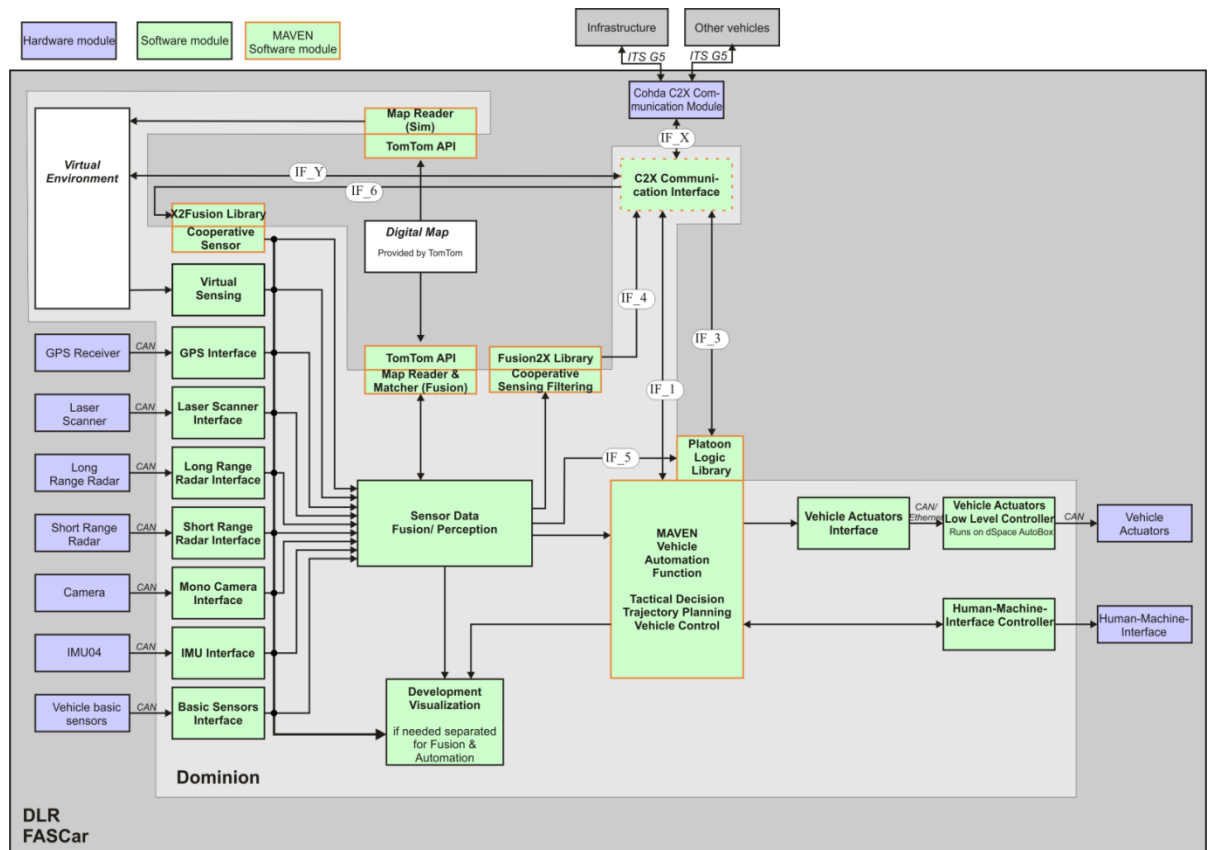 Hardware module
Software module
MAVEN
Software module
Infrastructure
Other vehicles
ITS G5
ITS G5
Cohda C2X Com-
munication Module
IF_X
Map Reader
(Sim)
TomTom API
Virtual
Environment
IF_Y
IF_6
C2X Communi-
cation Interface
X2Fusion Library
Cooperative
Sensor
Digital Map
Provided by TomTom
Virtual
Sensing
IF_4
IF_3
IF_1
GPS Receiver
CAN
GPS Interface
TomTom API
Map Reader &
Matcher (Fusion)
Fusion2X Library
Cooperative
Sensing Filtering
Laser
Scanner
CAN
Laser Scanner
Interface
Long
Range Radar
CAN
Long Range
Radar Interface
IF_5
Platoon
Logic
Library
Short Range
Radar
CAN
Short Range
Radar Interface
Sensor Data
Fusion/ Perception
MAVEN
Vehicle
Automation
Function
Tactical Decision
Trajectory Planning
Vehicle Control
Vehicle Actuators
Interface
CAN/
Ethernet
Vehicle Actuators
Low Level Controller
Runs on dSpace AutoBox
CAN
Vehicle
Actuators
Camera
CAN
Mono Camera
Interface
Human-Machine-
Interface Controller
Human-Machine-
Interface
IMU04
CAN
IMU Interface
Vehicle basic
sensors
CAN
Basic Sensors
Interface
Development
Visualization
if needed separated
for Fusion &
Automation
Dominion
DLR
FASCar